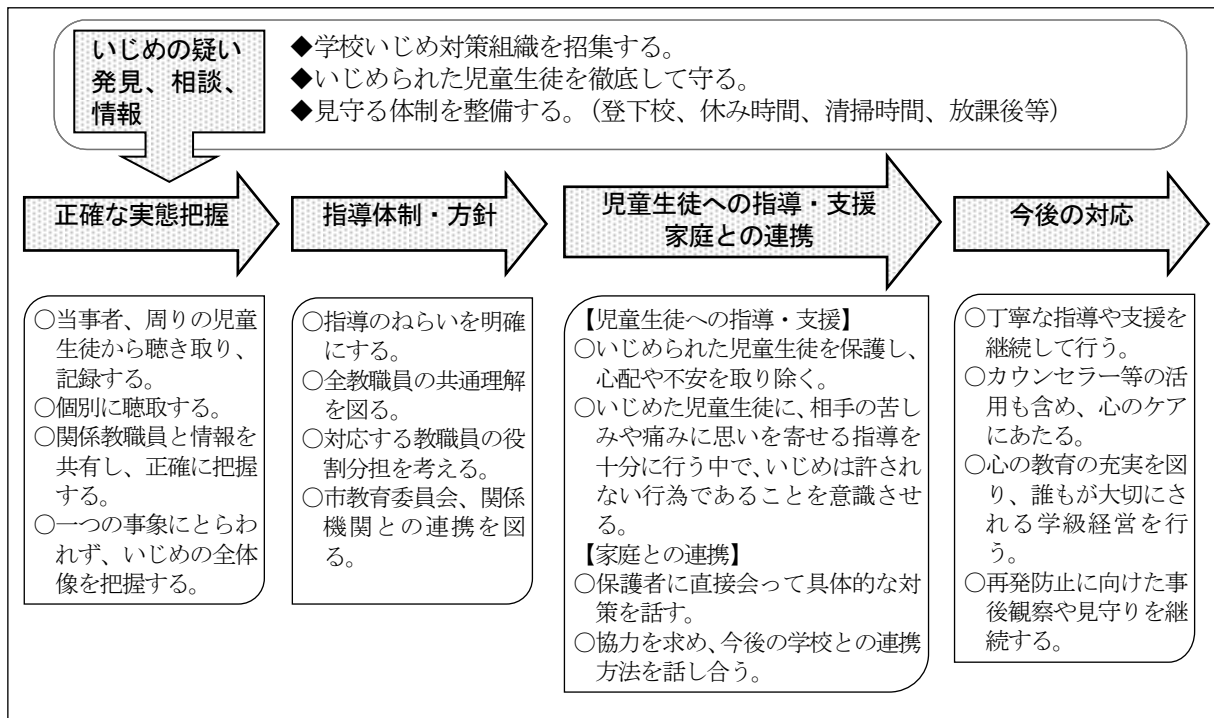 いじめの疑い
発見、相談、
情報
◆学校いじめ対策組織を招集する。
◆いじめられた児童生徒を徹底して守る。
◆見守る体制を整備する。（登下校、休み時間、清掃時間、放課後等）
正確な実態把握
○当事者、周りの児童
生徒から聴き取り、
記録する。
○個別に聴取する。
○関係教職員と情報を
共有し、正確に把握
する。
○一つの事象にとらわ
れず、いじめの全体
像を把握する。
指導体制・方針
○指導のねらいを明確
にする。
○全教職員の共通理解
を図る。
○対応する教職員の役
割分担を考える。
○市教育委員会、関係
機関との連携を図
る。
児童生徒への指導・支援
家庭との連携
【児童生徒への指導・支援】
○いじめられた児童生徒を保護し、
心配や不安を取り除く。
○いじめた児童生徒に、相手の苦し
みや痛みに思いを寄せる指導を
十分に行う中で、いじめは許され
ない行為であることを意識させ
る。
【家庭との連携】
○保護者に直接会って具体的な対
策を話す。
○協力を求め、今後の学校との連携
方法を話し合う。
今後の対応
○丁寧な指導や支援を
継続して行う。
○カウンセラー等の活
用も含め、心のケア
にあたる。
○心の教育の充実を図
り、誰もが大切にさ
れる学級経営を行
う。
○再発防止に向けた事
後観察や見守りを継
続する。